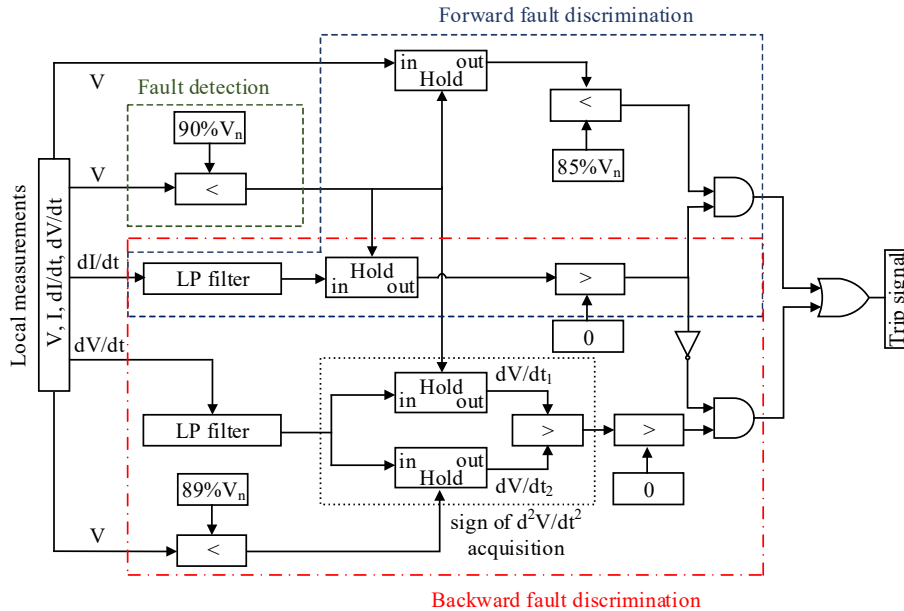 Forward fault discrimination
Fault detection
V
in
out
Hold
90%Vₙ
<
85%Vₙ
V
<
Local measurements
V, I, dI/dt, dV/dt
dI/dt
LP filter
Hold
in
out
>
0
dV/dt
LP filter
Hold
in
out
dV/dt₁
>
in
out
Hold
dV/dt₂
>
0
89%Vₙ
V
<
sign of d²V/dt²
acquisition
Trip signal
Backward fault discrimination